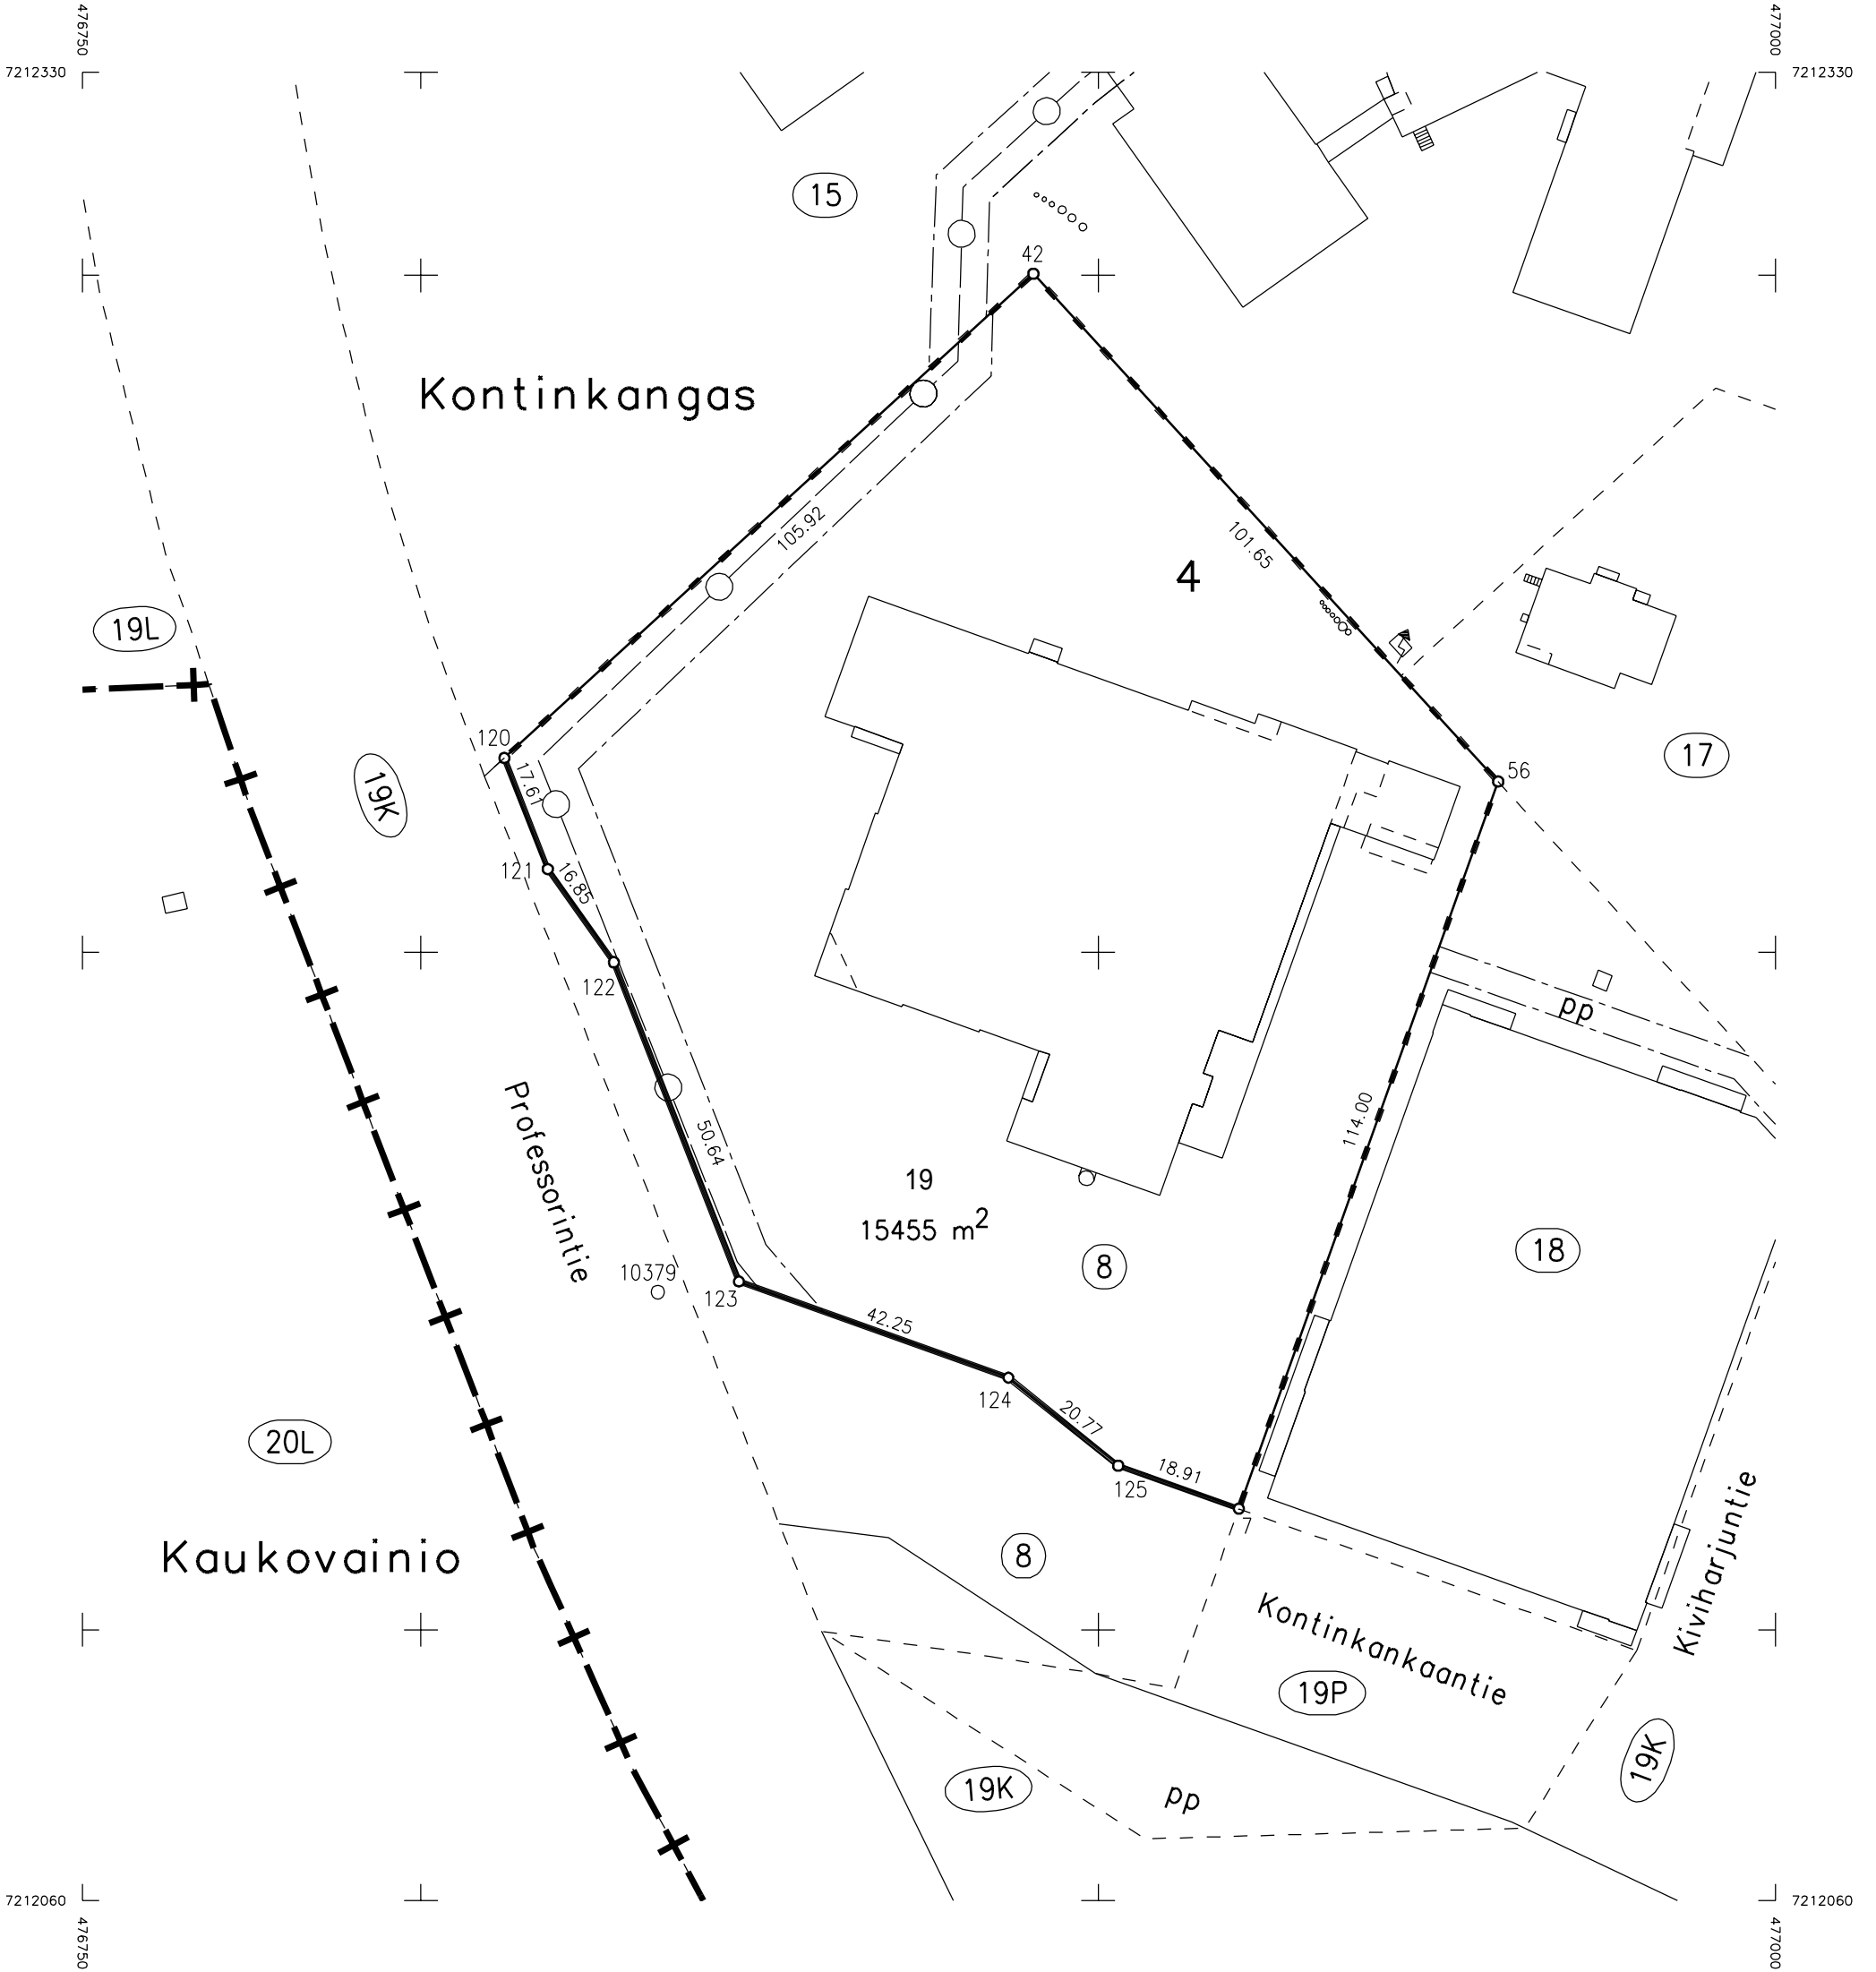 476750
477000
7212330
7212330
15
42
Kontinkangas
105.92
101.65
4
19L
120
17.61
19K
56
17
121
16.85
122
pp
Professorintie
50.64
114.00
19
15455 m2
8
18
10379
123
42.25
124
20.77
125
18.91
7
20L
Kaukovainio
8
Kontinkankaantie
Kiviharjuntie
19P
19K
19K
pp
7212060
7212060
476750
477000